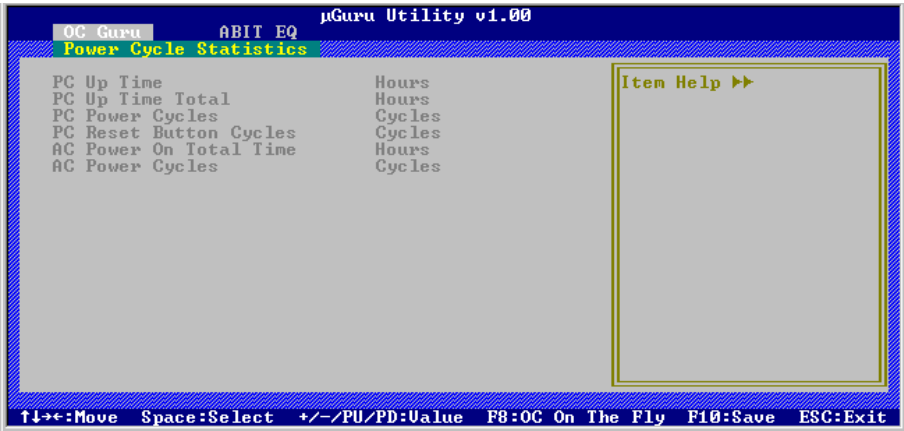 µGuru Utility v1.00
OC Guru ABIT EQ
Power Cycle Statistics
PC Up Time Hours
PC Up Time Total Hours
PC Power Cycles Cycles
PC Reset Button Cycles Cycles
AC Power On Total Time Hours
AC Power Cycles Cycles
Item Help ▶▶
↑↓→←:Move Space:Select +/-/PU/PD:Value F8:OC On The Fly F10:Save ESC:Exit